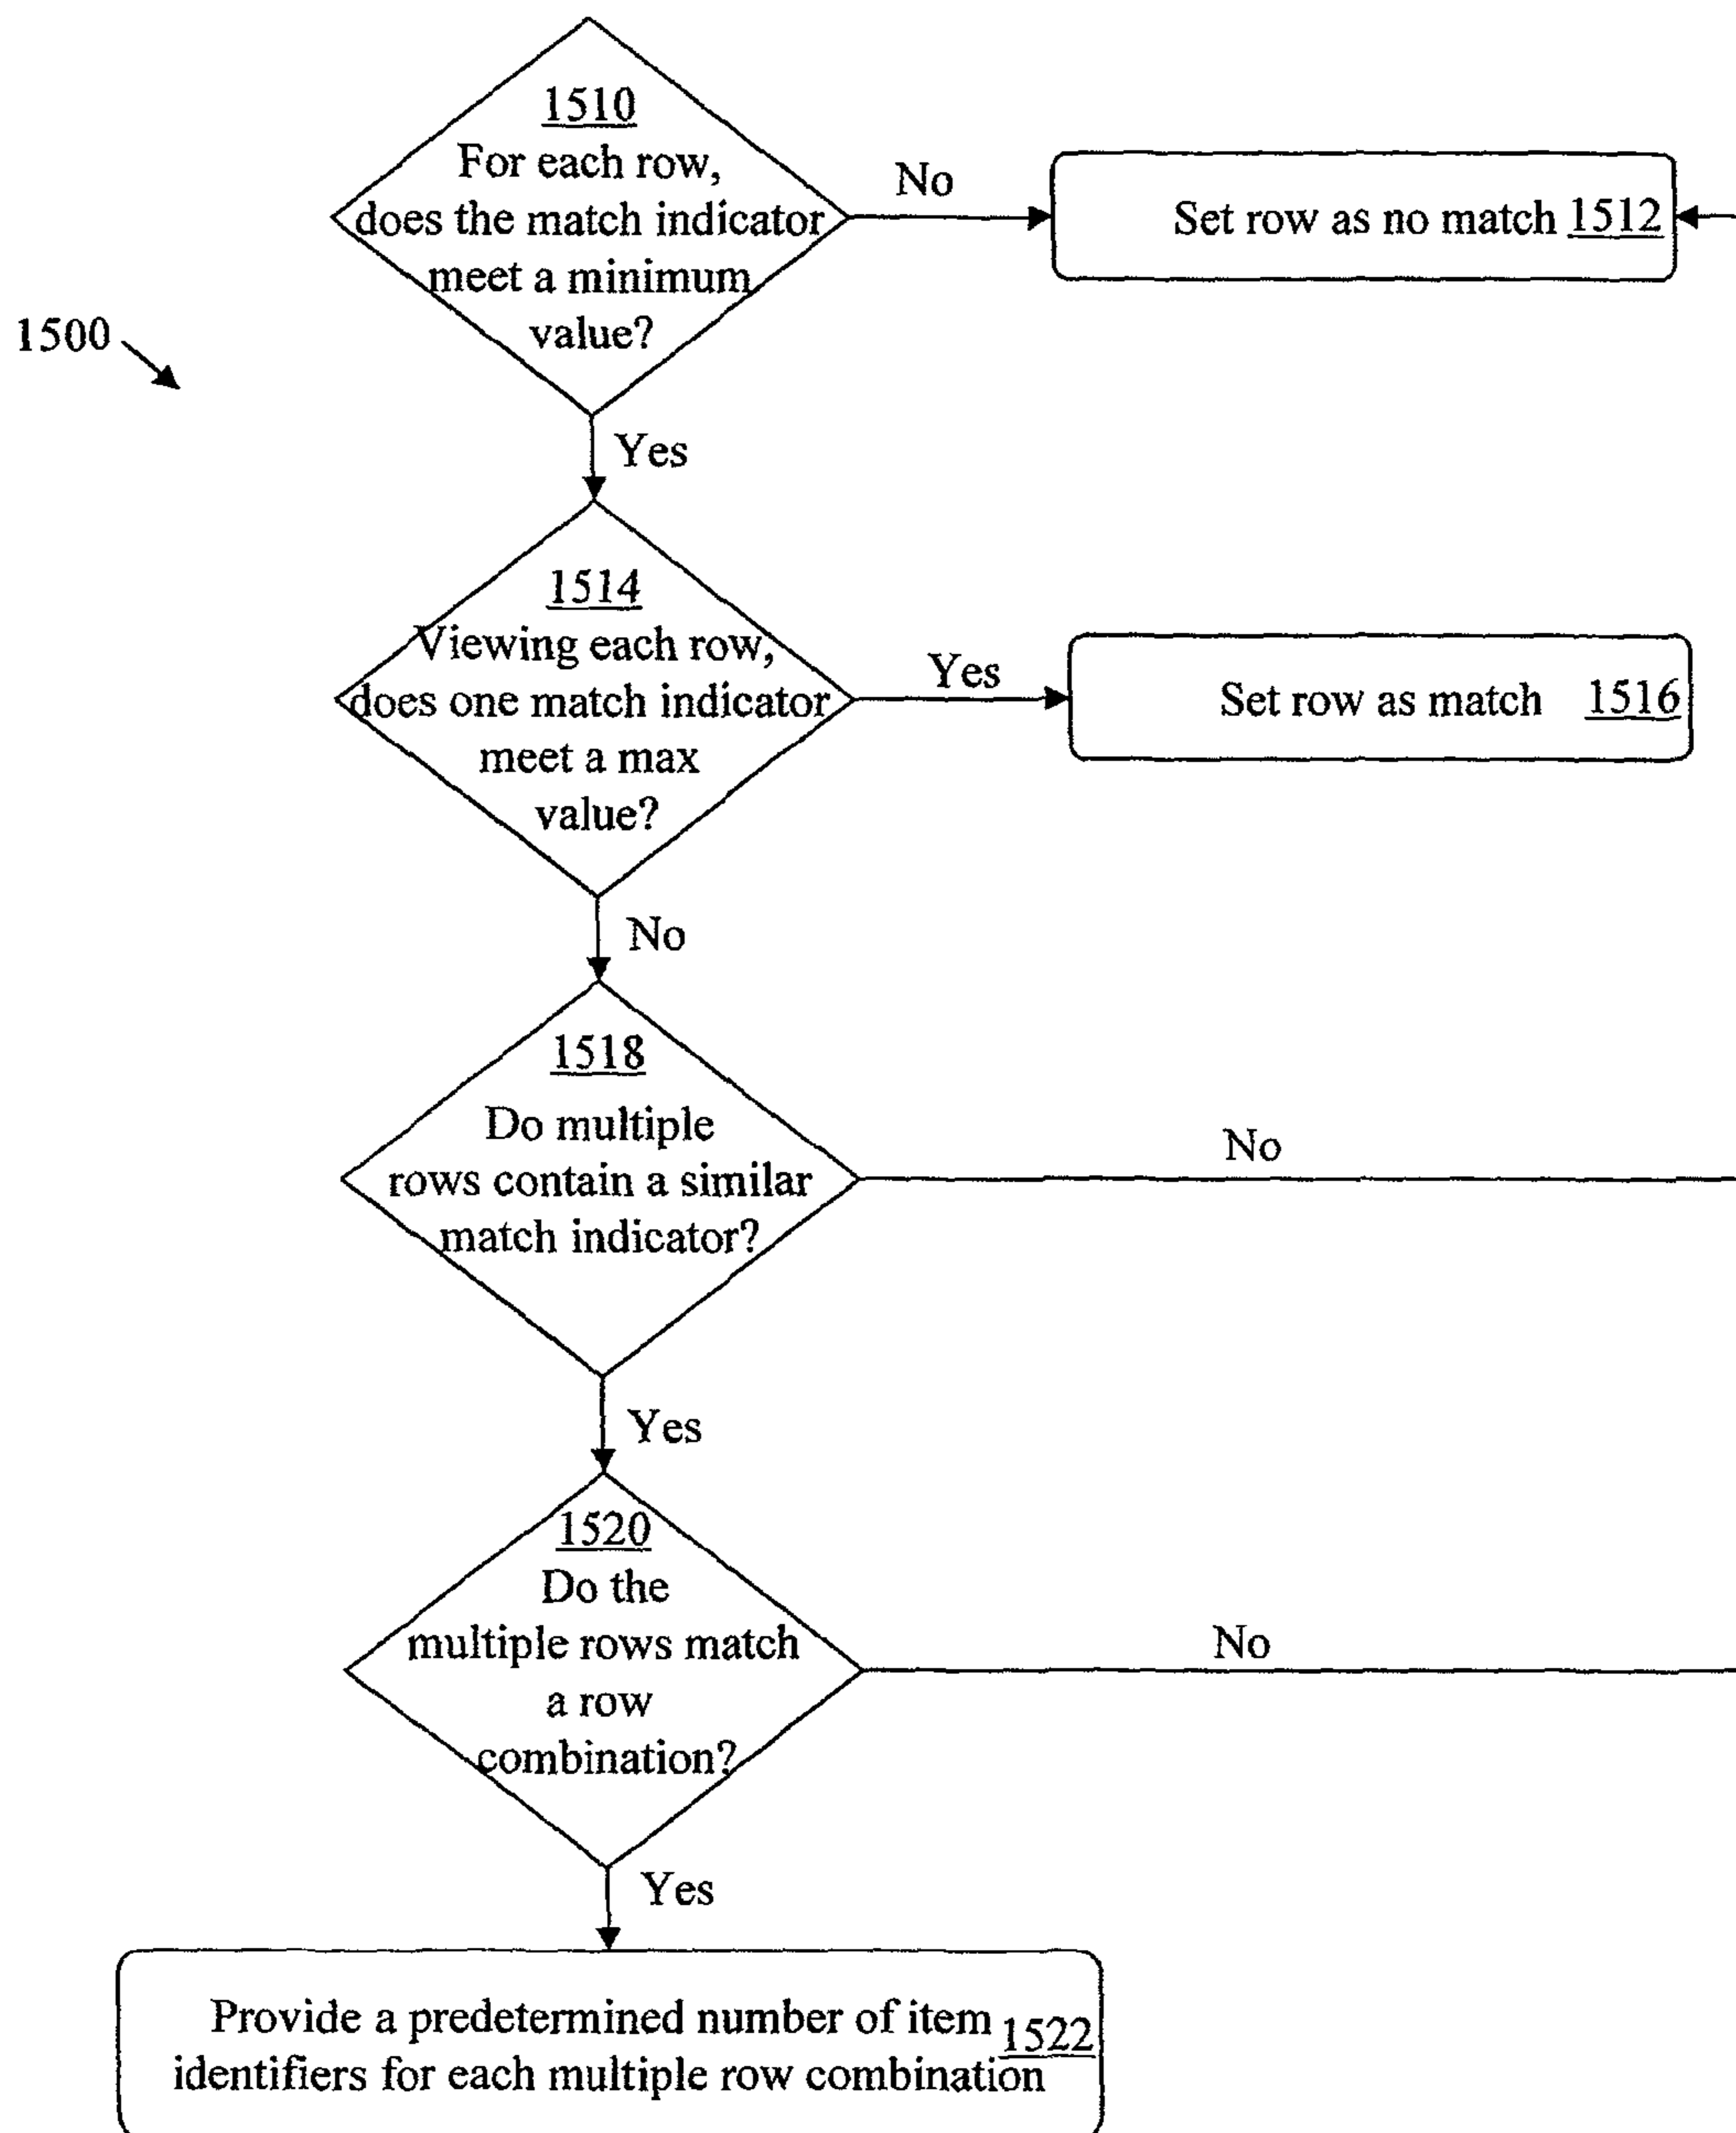 1510
For each row,
does the match indicator
meet a minimum
value?
No
Set row as no match 1512
1500
Yes
1514
Viewing each row,
does one match indicator
meet a max
value?
Yes
Set row as match 1516
No
1518
Do multiple
rows contain a similar
match indicator?
No
Yes
1520
Do the
multiple rows match
a row
combination?
No
Yes
Provide a predetermined number of item 1522
identifiers for each multiple row combination